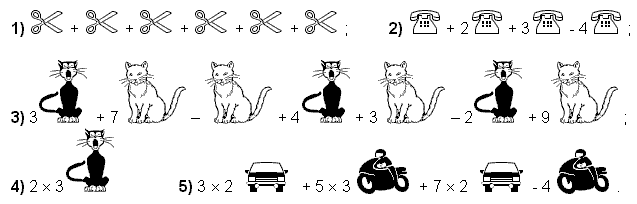 1) + + + + + ; 2) + 2 + 3 - 4 ;
3) 3 + 7 – + 4 + 3 – 2 + 9 ;
4) 2 × 3 5) 3 × 2 + 5 × 3 + 7 × 2 - 4 .